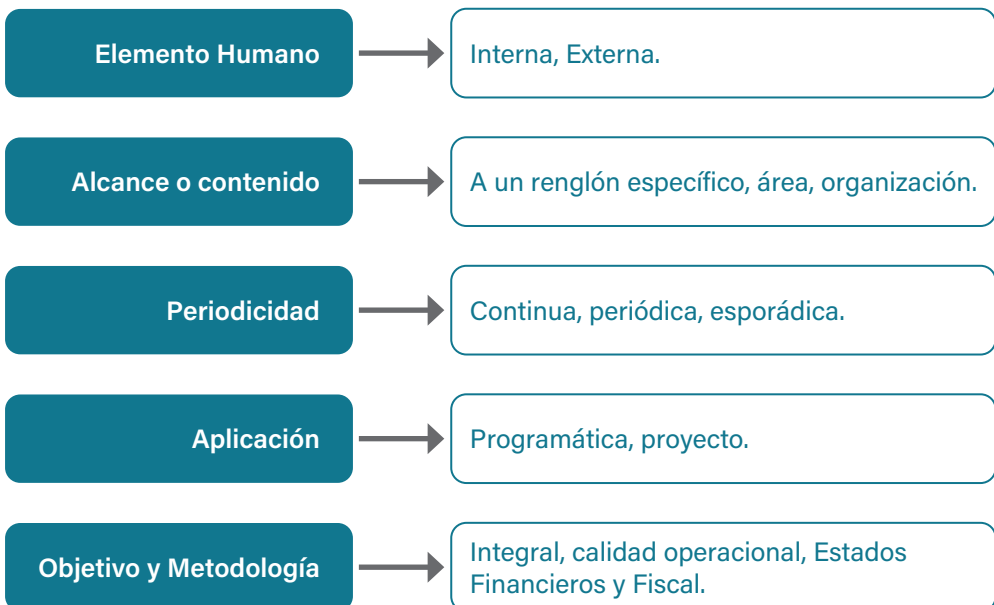 Elemento Humano
Interna, Externa.
Alcance o contenido
A un renglón específico, área, organización.
Periodicidad
Continua, periódica, esporádica.
Aplicación
Programática, proyecto.
Objetivo y Metodología
Integral, calidad operacional, Estados
Financieros y Fiscal.